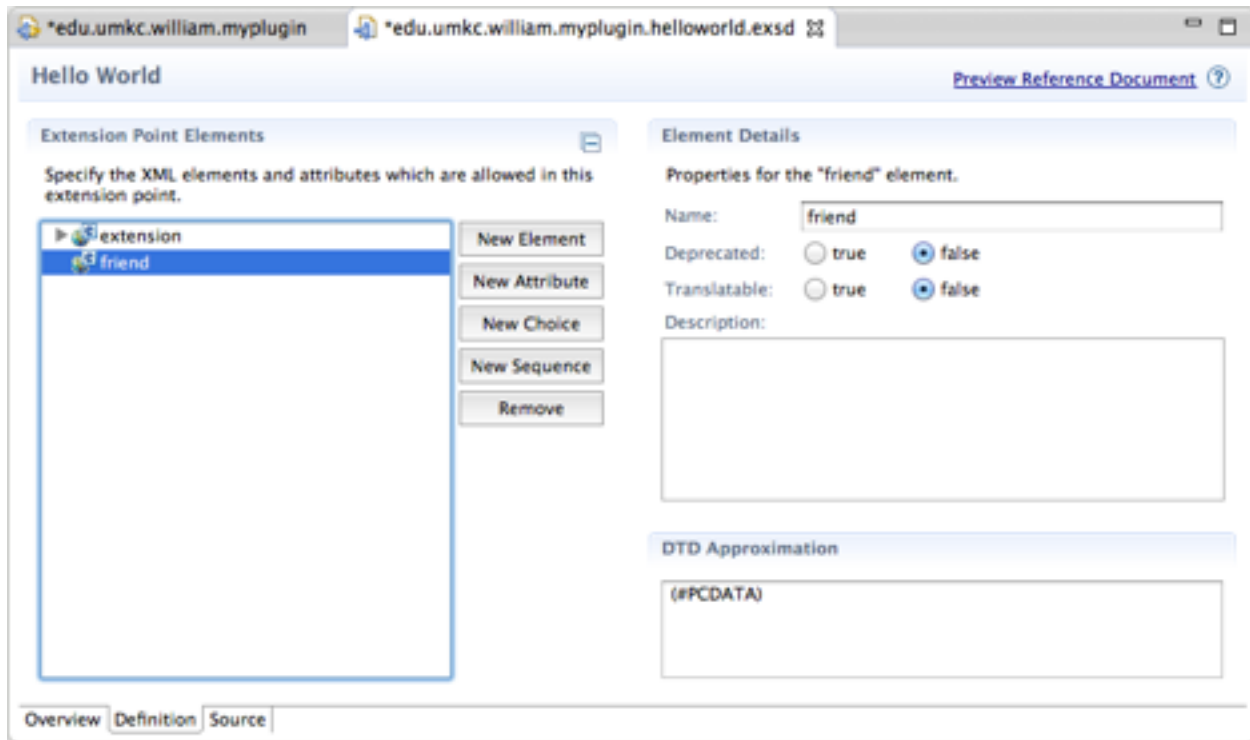 *edu.umkc.william.myplugin
*edu.umkc.william.myplugin.helloworld.exsd
Hello World
Preview Reference Document
?
Extension Point Elements
Specify the XML elements and attributes which are allowed in this
extension point.
extension
friend
New Element
New Attribute
New Choice
New Sequence
Remove
Element Details
Properties for the "friend" element.
Name: friend
Deprecated: true false
Translatable: true false
Description:
DTD Approximation
(#PCDATA)
Overview Definition Source